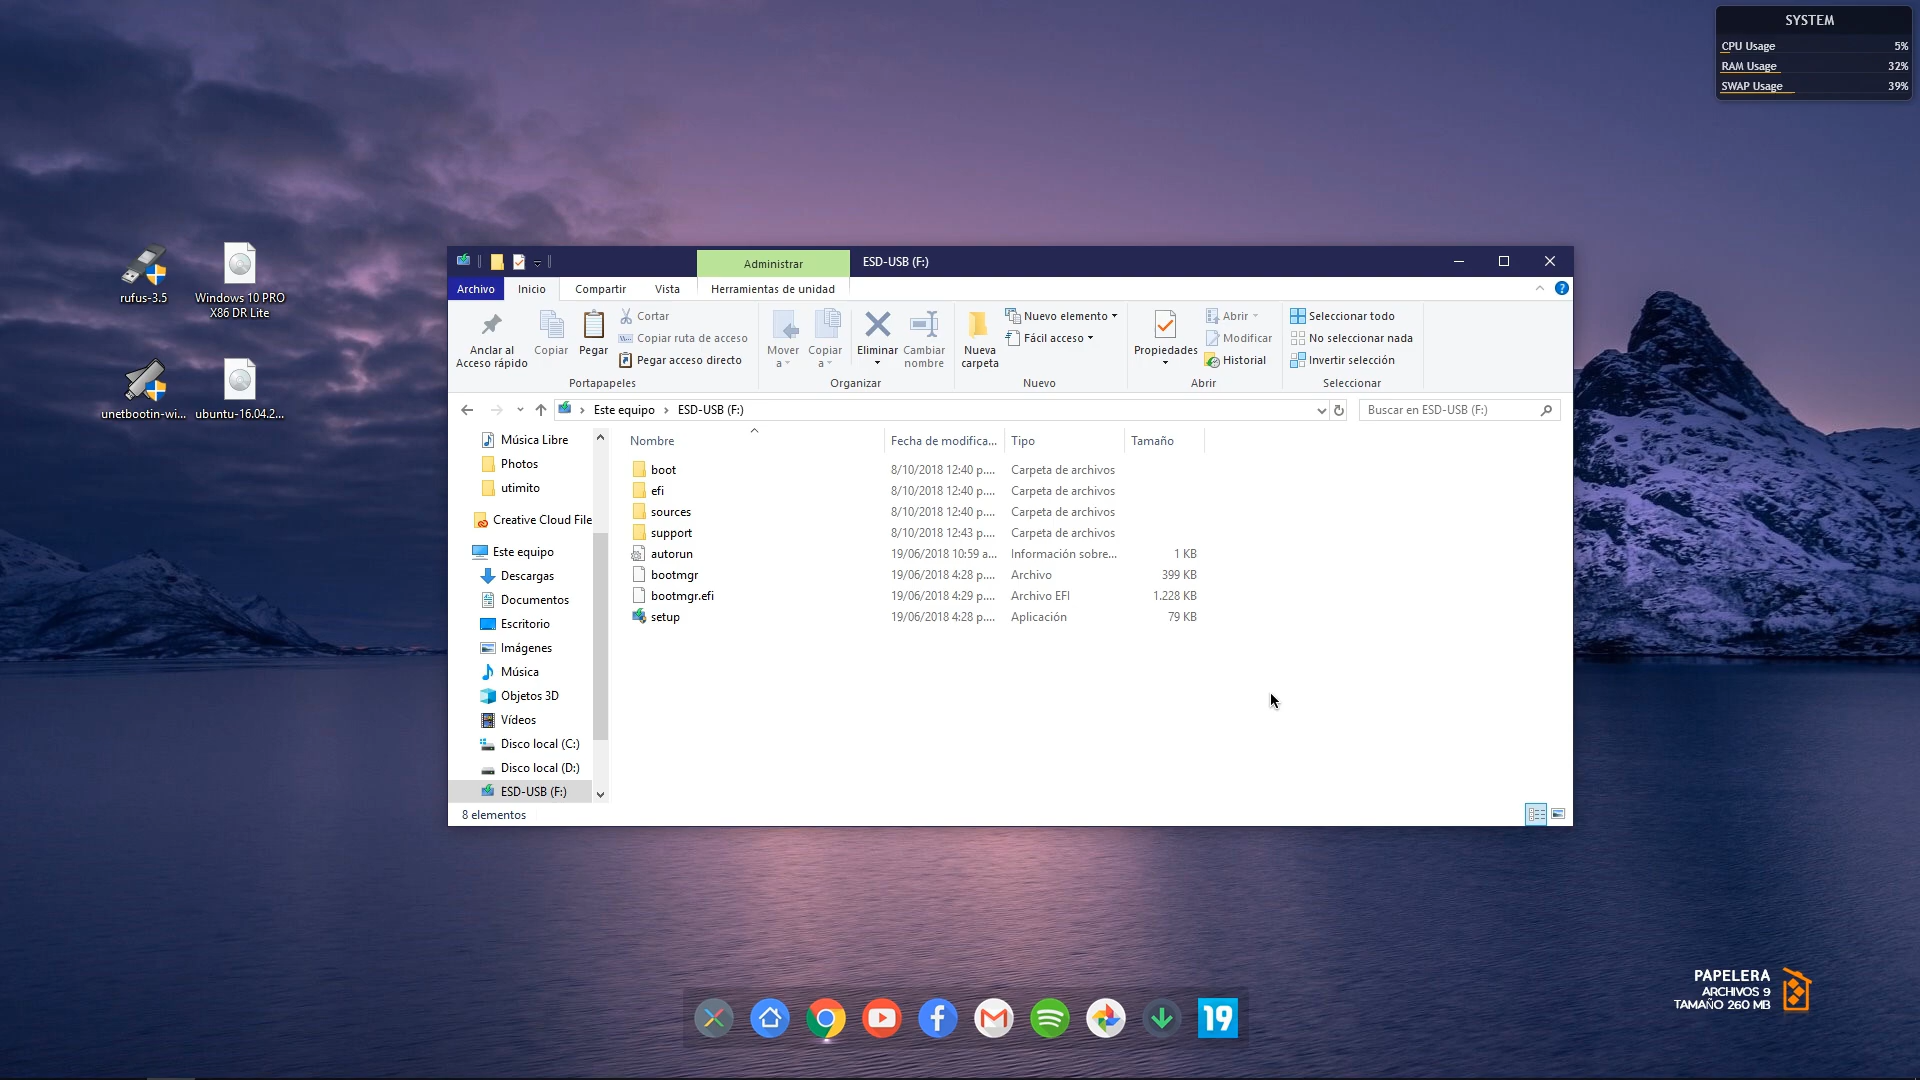 SYSTEM
CPU Usage 5%
RAM Usage 32%
SWAP Usage 39%
rufus-3.5
Windows 10 PRO
X86 DR Lite
unetbootin-wi...
ubuntu-16.04.2...
Administrar
ESD-USB (F:)
Archivo
Inicio
Compartir
Vista
Herramientas de unidad
Anclar al
Acceso rápido
Copiar
Pegar
Cortar
Copiar ruta de acceso
Pegar acceso directo
Portapapeles
Mover
a
Copiar
a
Eliminar
Cambiar
nombre
Organizar
Nueva
carpeta
Nuevo elemento
Fácil acceso
Nuevo
Propiedades
Abrir
Modificar
Historial
Abrir
Seleccionar todo
No seleccionar nada
Invertir selección
Seleccionar
Este equipo
ESD-USB (F:)
Buscar en ESD-USB (F:)
Música Libre
Photos
utimito
Creative Cloud File
Este equipo
Descargas
Documentos
Escritorio
Imágenes
Música
Objetos 3D
Vídeos
Disco local (C:)
Disco local (D:)
ESD-USB (F:)
Nombre Fecha de modifica... Tipo Tamaño
boot 8/10/2018 12:40 p.... Carpeta de archivos
efi 8/10/2018 12:40 p.... Carpeta de archivos
sources 8/10/2018 12:40 p.... Carpeta de archivos
support 8/10/2018 12:43 p.... Carpeta de archivos
autorun 19/06/2018 10:59 a... Información sobre... 1 KB
bootmgr 19/06/2018 4:28 p.... Archivo 399 KB
bootmgr.efi 19/06/2018 4:29 p.... Archivo EFI 1.228 KB
setup 19/06/2018 4:28 p.... Aplicación 79 KB
8 elementos
PAPELERA
ARCHIVOS 9
TAMAÑO 260 MB
19